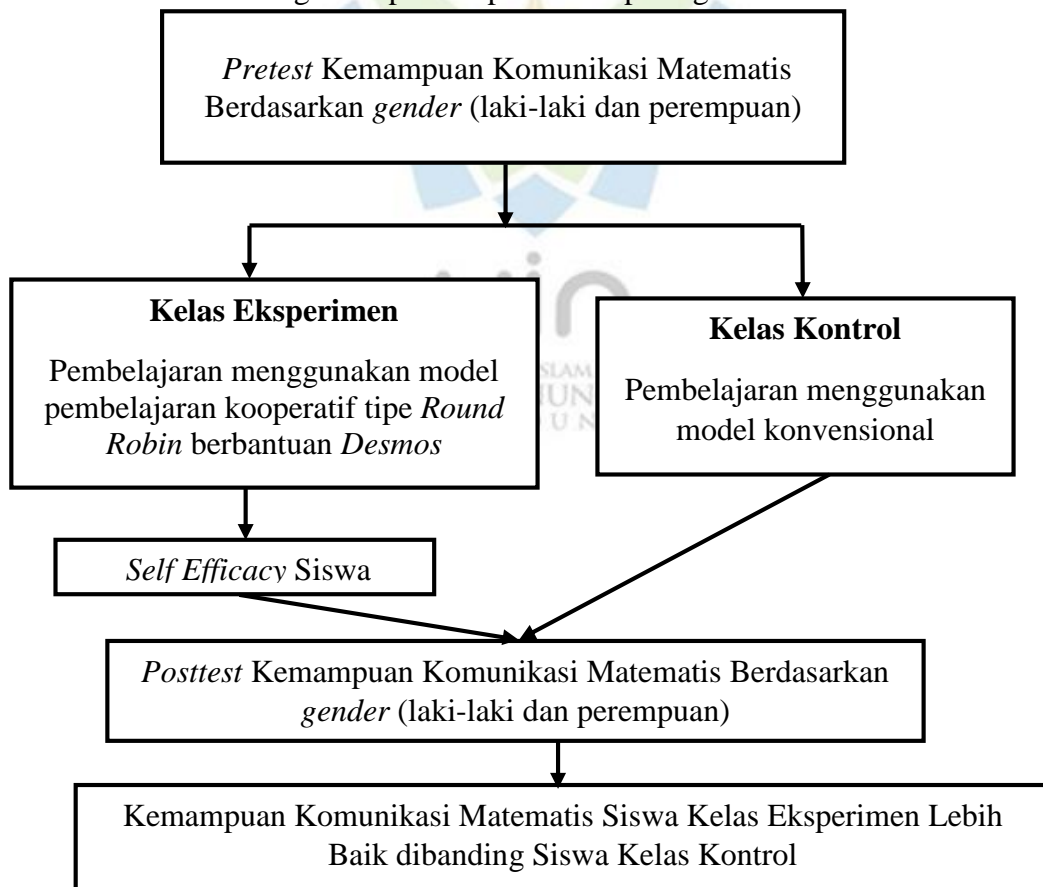 Pretest Kemampuan Komunikasi Matematis
Berdasarkan gender (laki-laki dan perempuan)
Kelas Eksperimen
Pembelajaran menggunakan model
pembelajaran kooperatif tipe Round
Robin berbantuan Desmos
Kelas Kontrol
Pembelajaran menggunakan
model konvensional
Self Efficacy Siswa
Posttest Kemampuan Komunikasi Matematis Berdasarkan
gender (laki-laki dan perempuan)
Kemampuan Komunikasi Matematis Siswa Kelas Eksperimen Lebih
Baik dibanding Siswa Kelas Kontrol